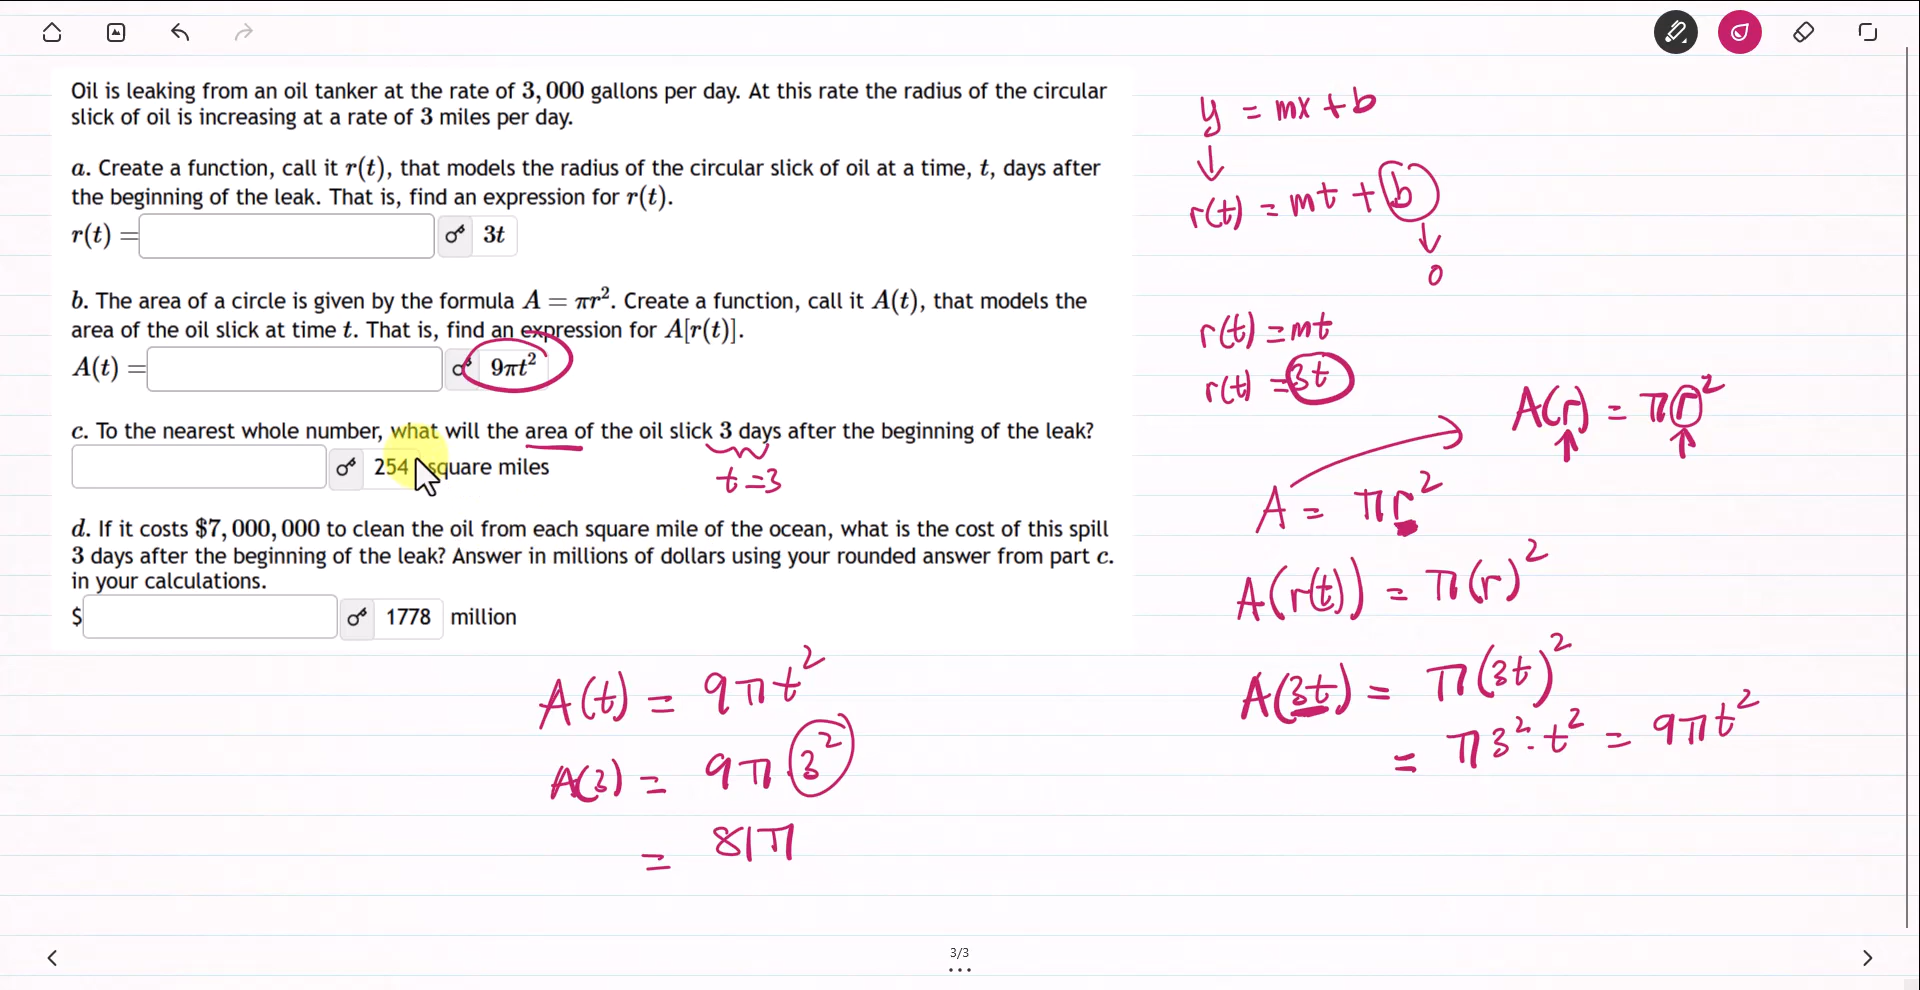 Oil is leaking from an oil tanker at the rate of 3,000 gallons per day. At this rate the radius of the circular
slick of oil is increasing at a rate of 3 miles per day.
a. Create a function, call it r(t), that models the radius of the circular slick of oil at a time, t, days after
the beginning of the leak. That is, find an expression for r(t).
r(t) = 3t
b. The area of a circle is given by the formula A = πr². Create a function, call it A(t), that models the
area of the oil slick at time t. That is, find an expression for A[r(t)].
A(t) = 9πt²
c. To the nearest whole number, what will the area of the oil slick 3 days after the beginning of the leak?
254 square miles
t = 3
d. If it costs $7,000,000 to clean the oil from each square mile of the ocean, what is the cost of this spill
3 days after the beginning of the leak? Answer in millions of dollars using your rounded answer from part c.
in your calculations.
$ 1778 million
A(t) = 9πt²
A(3) = 9π·3²
= 81π
y = mx + b
r(t) = mt + b
0
r(t) = mt
r(t) = 3t
A(r) = πr²
A = πr²
A(r(t)) = π(r)²
A(3t) = π(3t)²
= π3²·t² = 9πt²
3/3